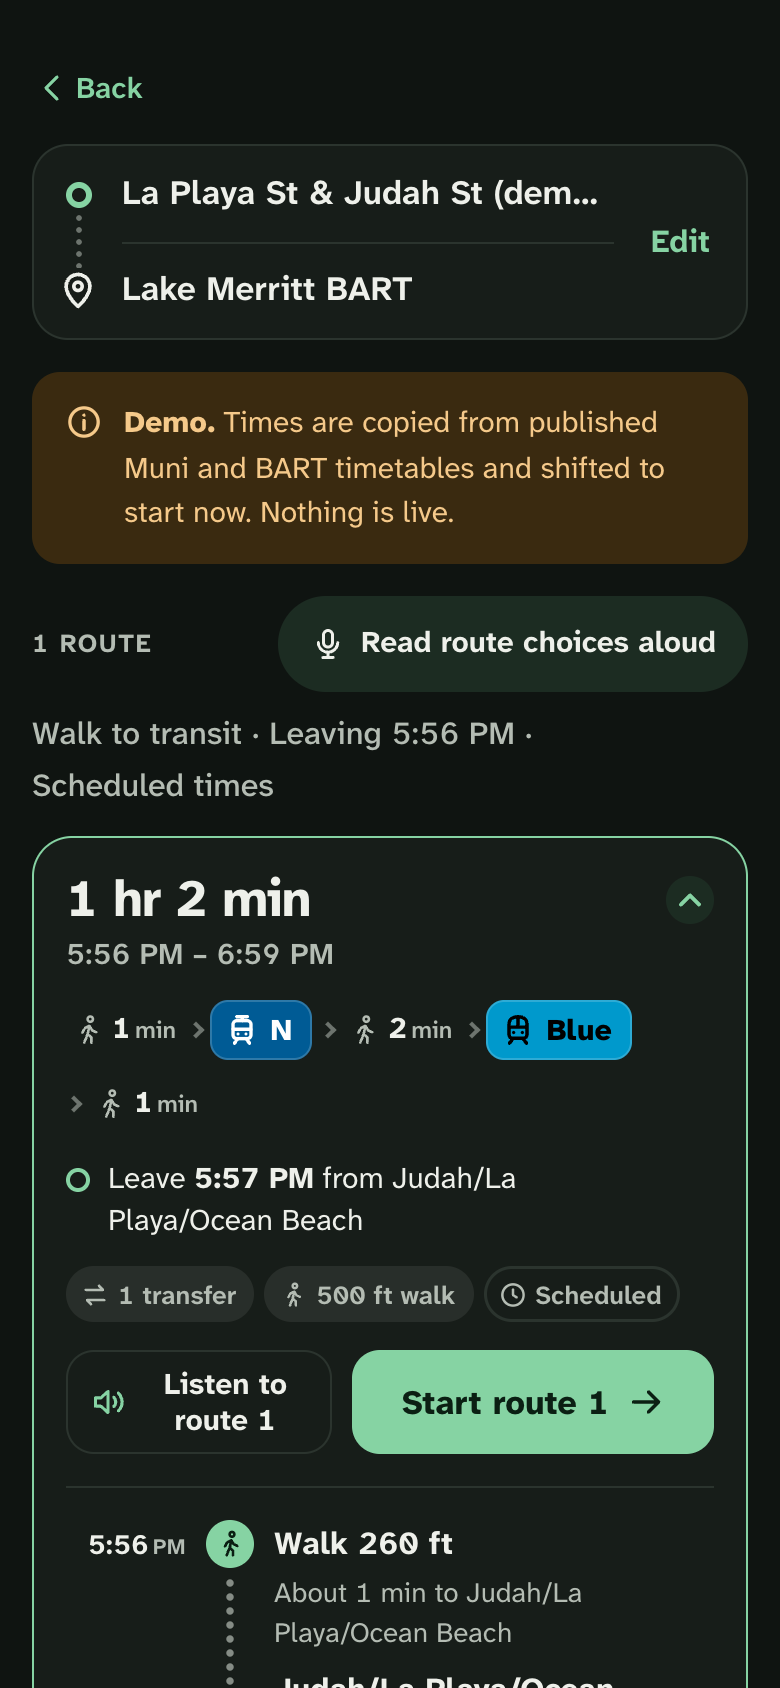 Back
La Playa St & Judah St (dem...
Edit
Lake Merritt BART
Demo. Times are copied from published
Muni and BART timetables and shifted to
start now. Nothing is live.
1 ROUTE
Read route choices aloud
Walk to transit · Leaving 5:56 PM ·
Scheduled times
1 hr 2 min
5:56 PM – 6:59 PM
1 min > N > 2 min > Blue
> 1 min
Leave 5:57 PM from Judah/La
Playa/Ocean Beach
1 transfer
500 ft walk
Scheduled
Listen to
route 1
Start route 1 →
5:56 PM
Walk 260 ft
About 1 min to Judah/La
Playa/Ocean Beach
Judah/La Playa/Ocean